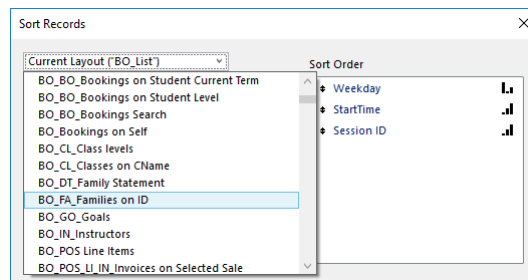 Sort Records
Current Layout ("BO_List")
Sort Order
BO_BO_Bookings on Student Current Term
BO_BO_Bookings on Student Level
BO_BO_Bookings Search
BO_Bookings on Self
BO_CL_Class levels
BO_CL_Classes on CName
BO_DT_Family Statement
BO_FA_Families on ID
BO_GO_Goals
BO_IN_Instructors
BO_POS Line Items
BO_POS_LI_IN_Invoices on Selected Sale
Weekday
StartTime
Session ID